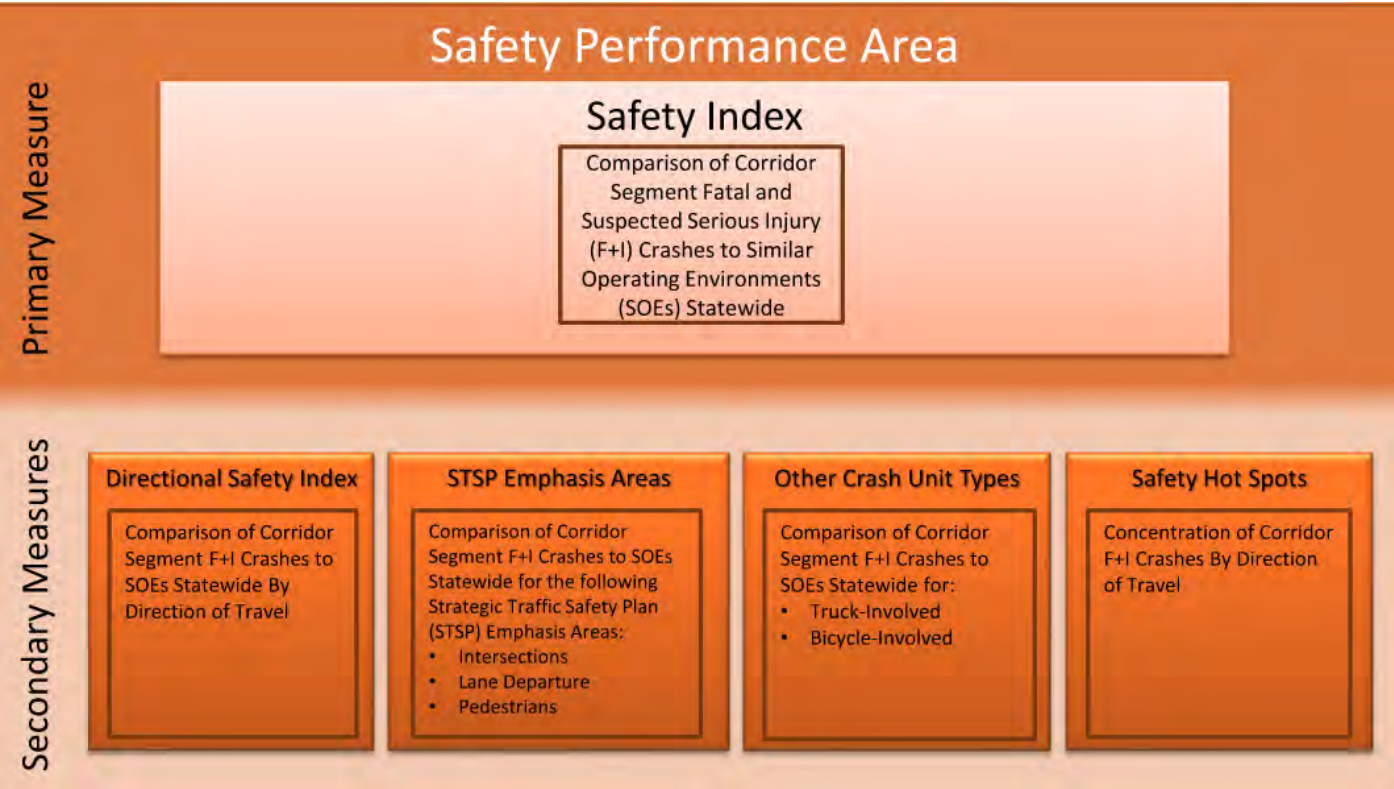 Safety Performance Area
Primary Measure
Safety Index
Comparison of Corridor
Segment Fatal and
Suspected Serious Injury
(F+I) Crashes to Similar
Operating Environments
(SOEs) Statewide
Secondary Measures
Directional Safety Index
Comparison of Corridor
Segment F+I Crashes to
SOEs Statewide By
Direction of Travel
STSP Emphasis Areas
Comparison of Corridor
Segment F+I Crashes to SOEs
Statewide for the following
Strategic Traffic Safety Plan
(STSP) Emphasis Areas:
• Intersections
• Lane Departure
• Pedestrians
Other Crash Unit Types
Comparison of Corridor
Segment F+I Crashes to
SOEs Statewide for:
• Truck-Involved
• Bicycle-Involved
Safety Hot Spots
Concentration of Corridor
F+I Crashes By Direction
of Travel